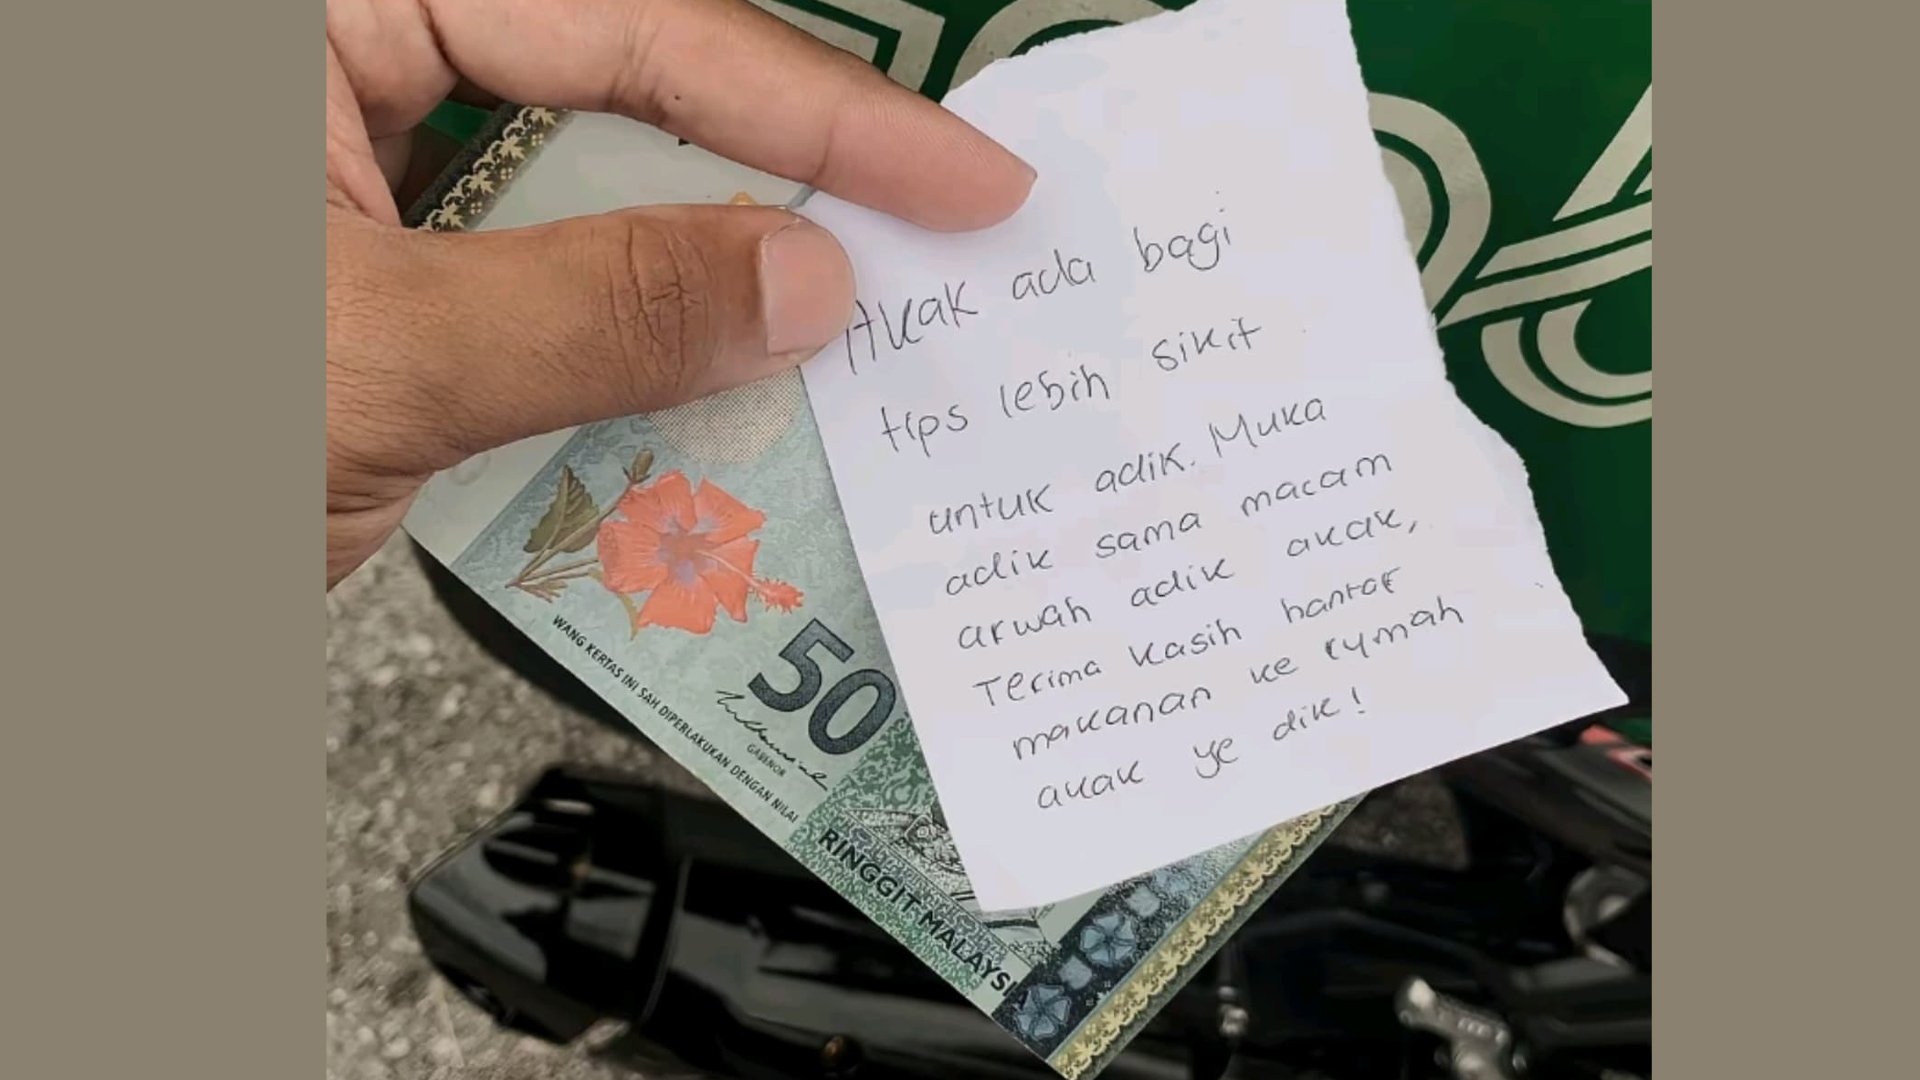 Akak ada bagi
tips lebih sikit
untuk adik. Muka
adik sama macam
arwah adik akak,
Terima kasih hantar
makanan ke rumah
akak ye dik!
50
GABENOR
WANG KERTAS INI SAH DIPERLAKUKAN DENGAN NILAI
RINGGIT MALAYSIA